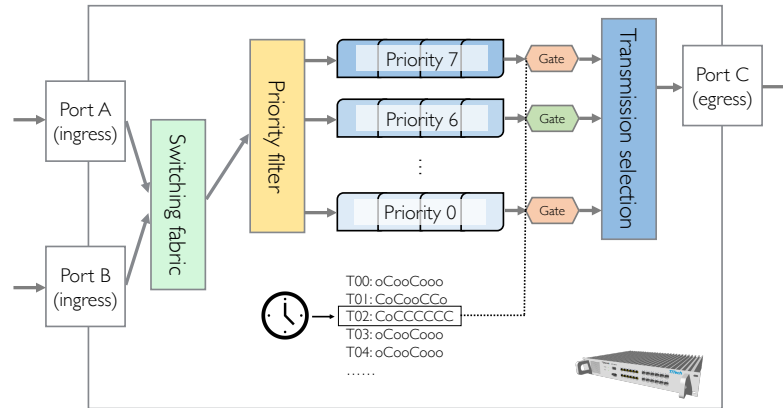 Port A
(ingress)
Port B
(ingress)
Switching fabric
Priority filter
Priority 7
Priority 6
...
Priority 0
Gate
Gate
Gate
Transmission selection
Port C
(egress)
T00: oCooCooo
T01: CoCooCCo
T02: CoCCCCCC
T03: oCooCooo
T04: oCooCooo
......